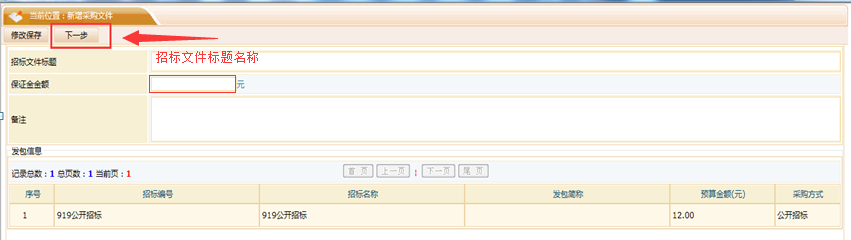 当前位置：新增采购文件
修改保存 下一步
招标文件标题 招标文件标题名称
保证金金额 元
备注
发包信息
记录总数：1 总页数：1 当前页：1 首 页 上一页 1 下一页 尾 页
序号 招标编号 招标名称 发包简称 预算金额(元) 采购方式
1 919公开招标 919公开招标 12.00 公开招标